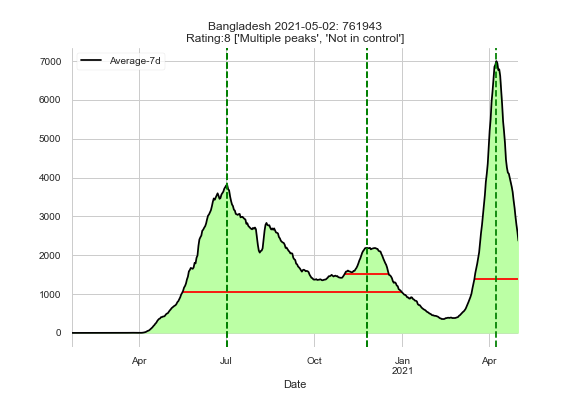 Bangladesh 2021-05-02: 761943
Rating:8 ['Multiple peaks', 'Not in control']
Average-7d
7000
6000
5000
4000
3000
2000
1000
0
Apr Jul Oct Jan Apr
2021
Date